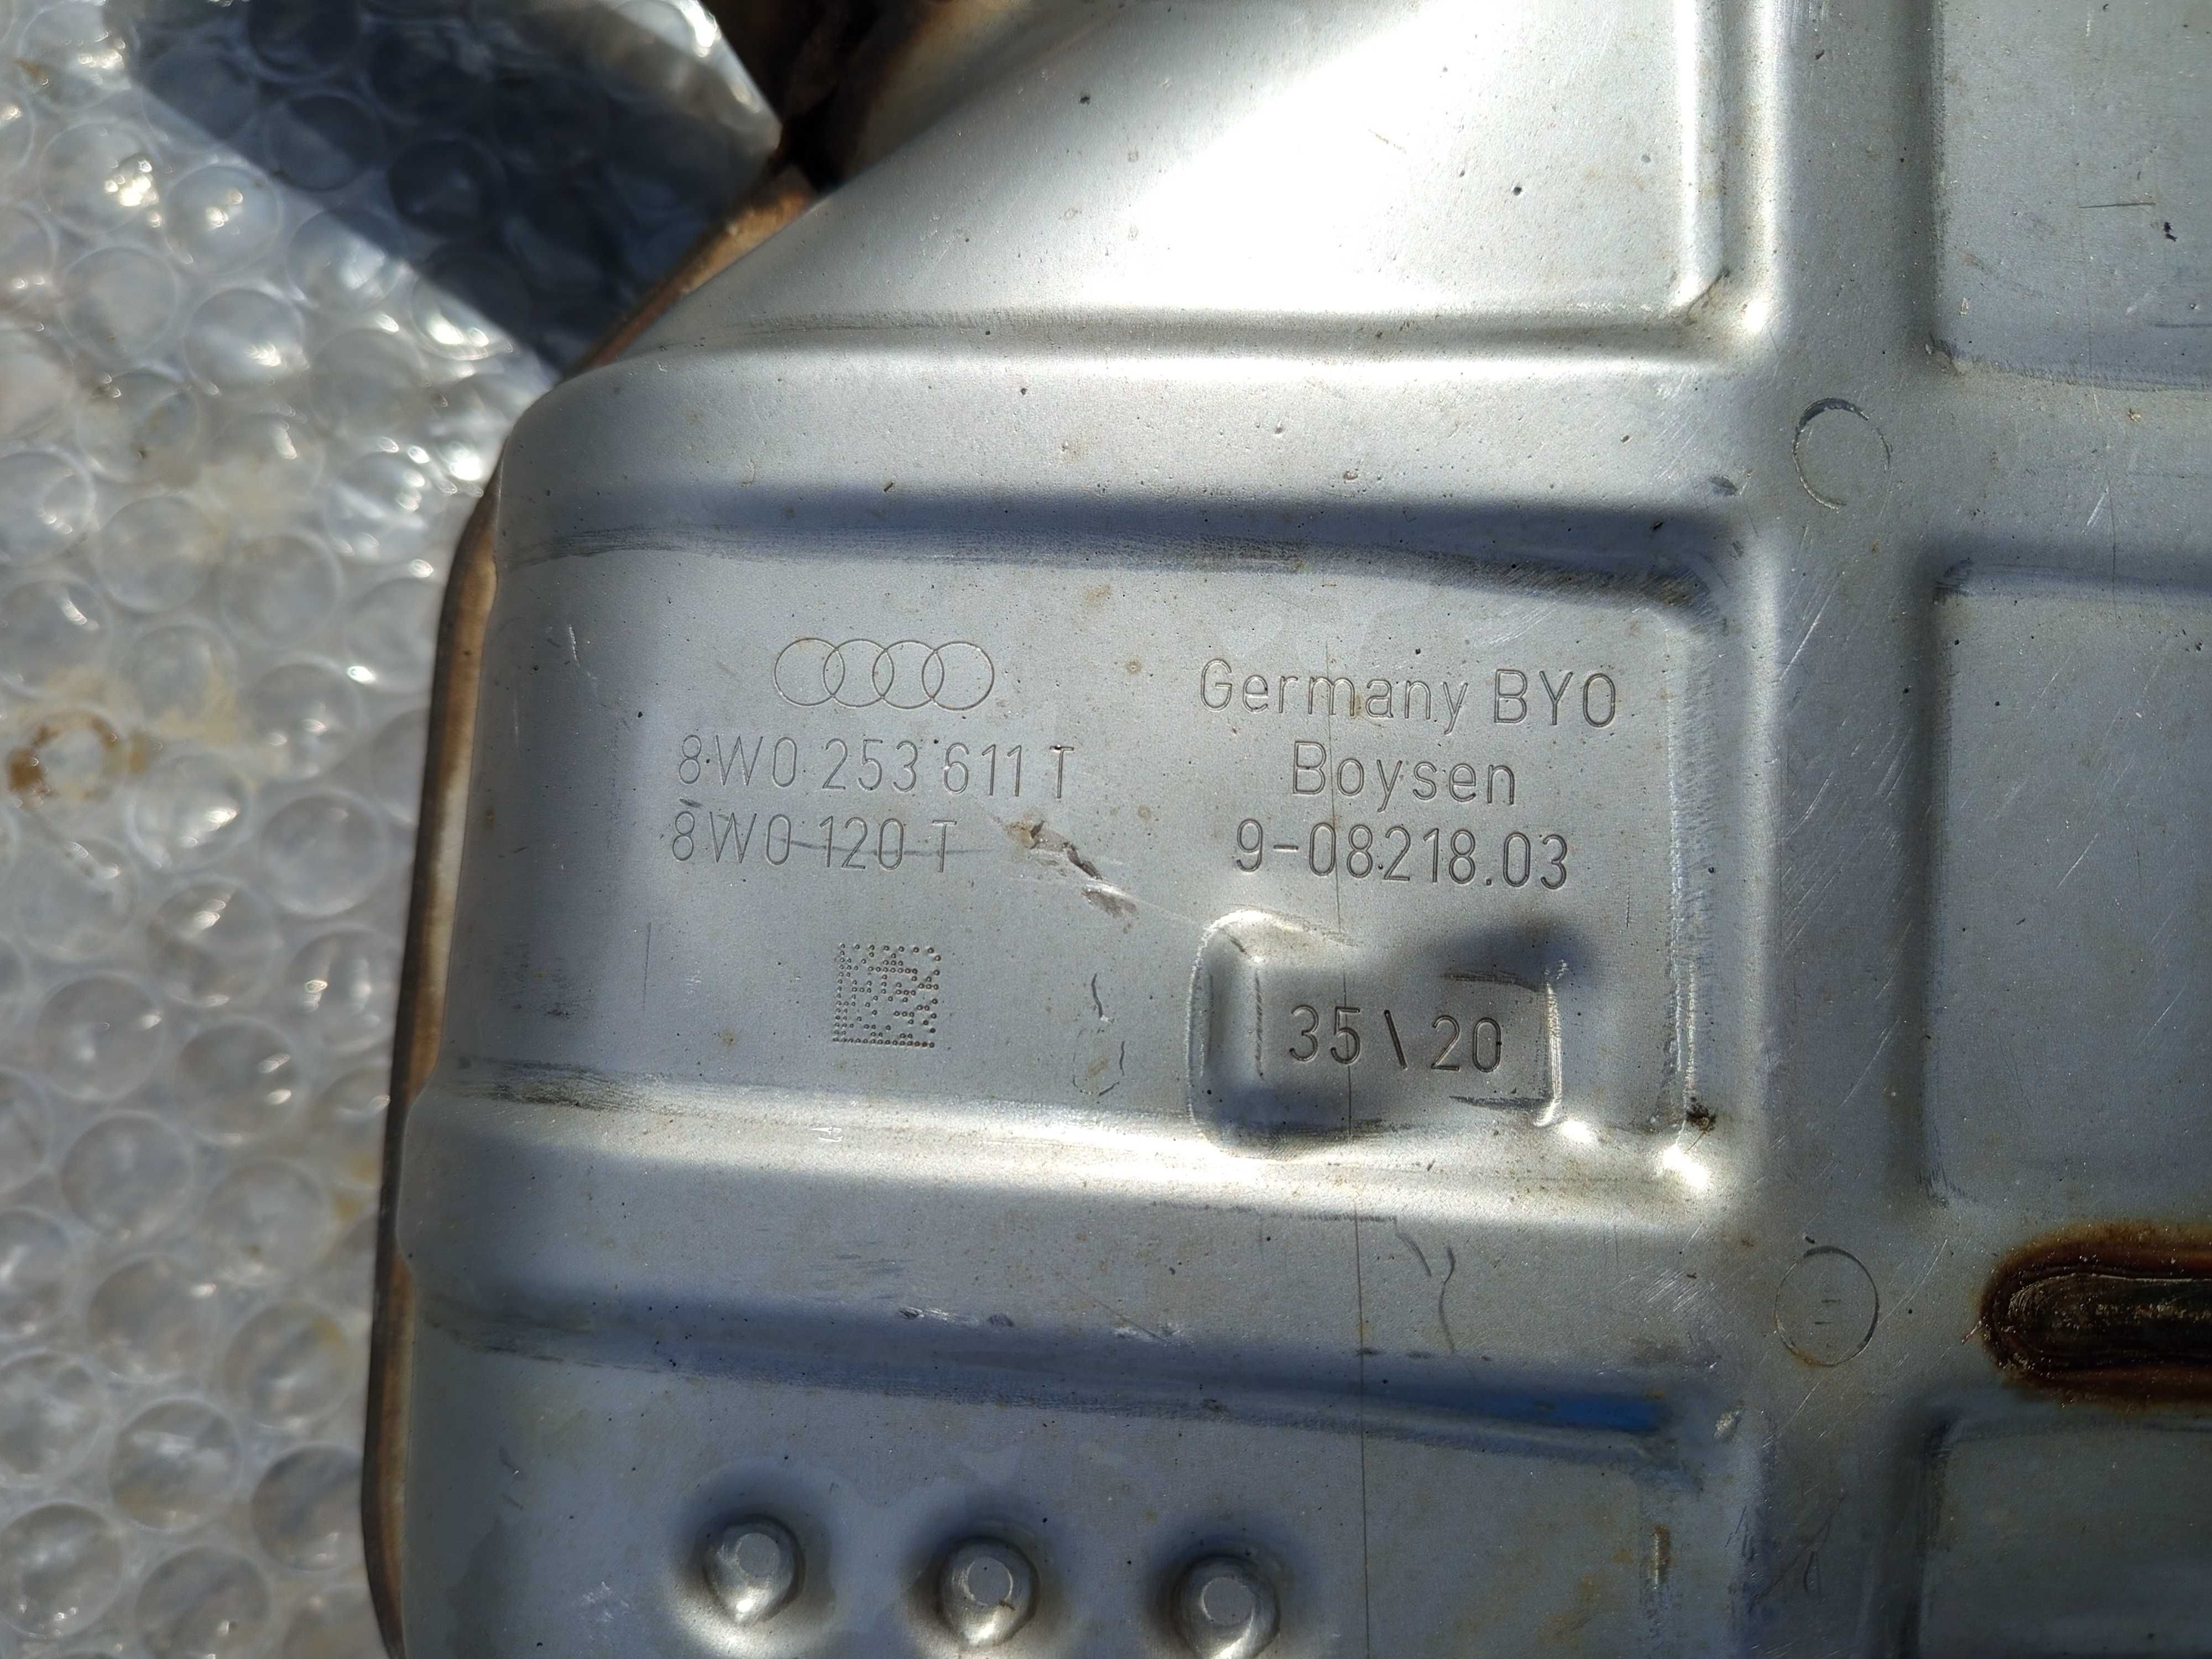 8W0 253 611 T
8W0 120 T
Germany BYO
Boysen
9-08218.03
35\20